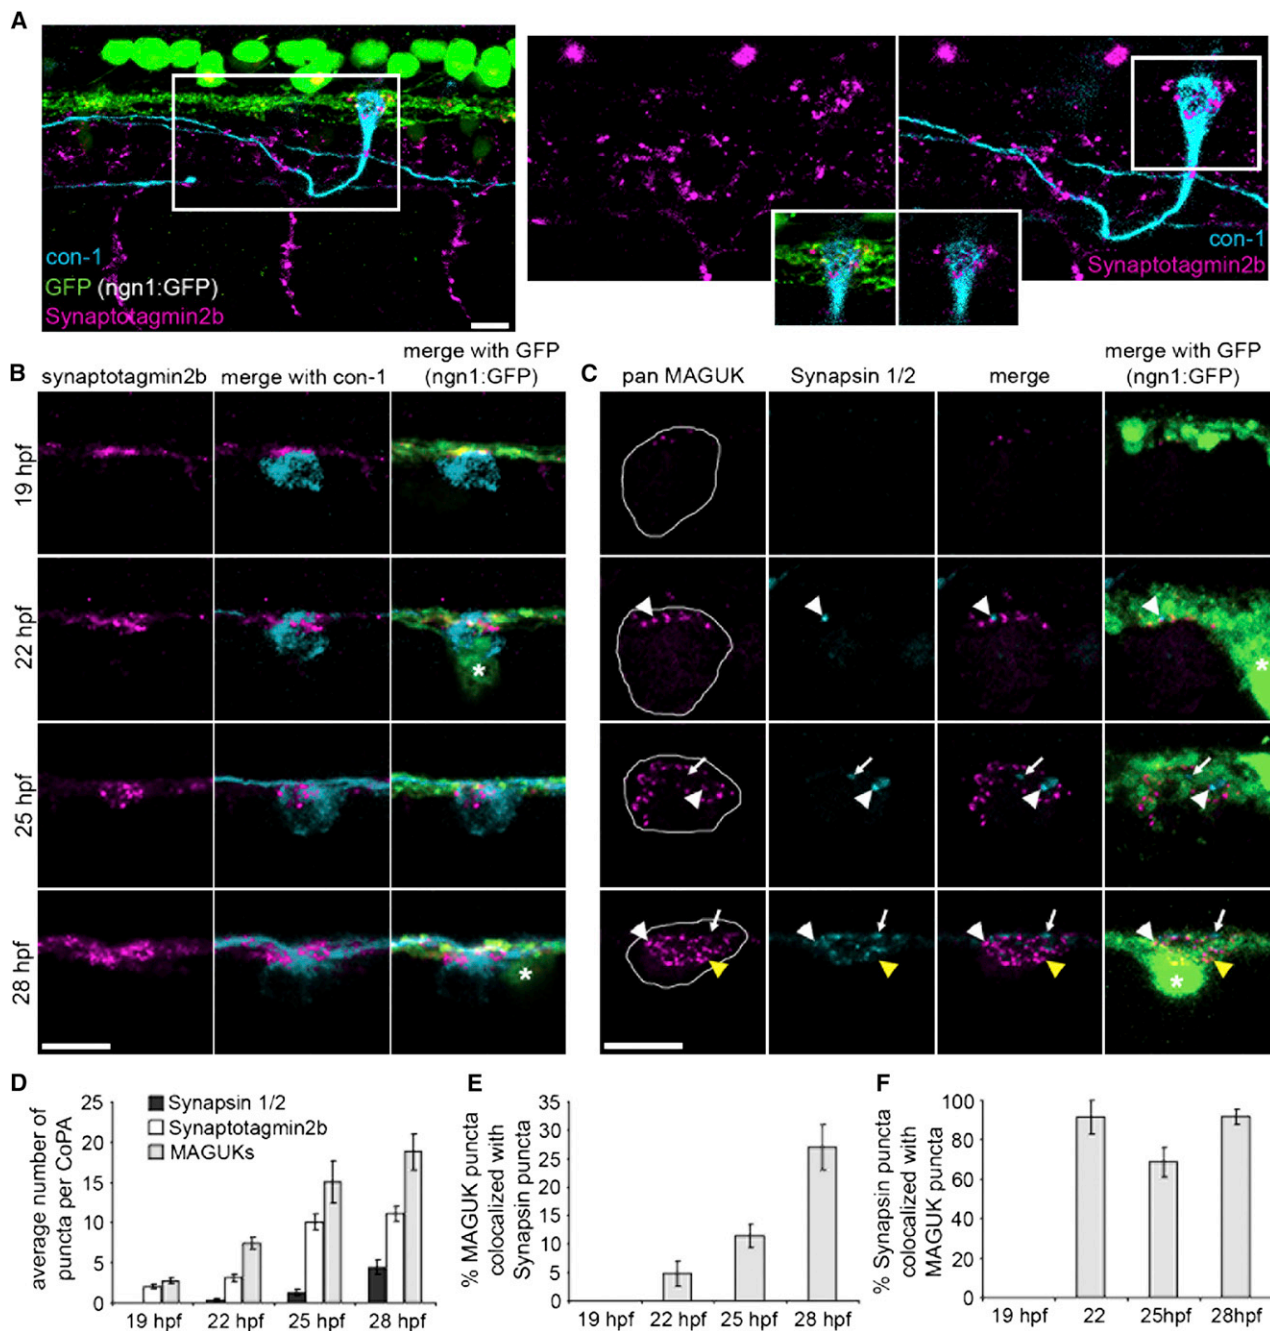 A
con-1
GFP (ngn1:GFP)
Synaptotagmin2b
con-1
Synaptotagmin2b
B
synaptotagmin2b
merge with con-1
merge with GFP
(ngn1:GFP)
19 hpf
22 hpf
*
25 hpf
28 hpf
*
C
pan MAGUK
Synapsin 1/2
merge
merge with GFP
(ngn1:GFP)
*
*
D
average number of
puncta per CoPA
25
20
15
10
5
0
Synapsin 1/2
Synaptotagmin2b
MAGUKs
19 hpf
22 hpf
25 hpf
28 hpf
E
% MAGUK puncta
colocalized with
Synapsin puncta
35
30
25
20
15
10
5
0
19 hpf
22 hpf
25 hpf
28 hpf
F
% Synapsin puncta
colocalized with
MAGUK puncta
100
80
60
40
20
0
19 hpf
22
25hpf
28hpf